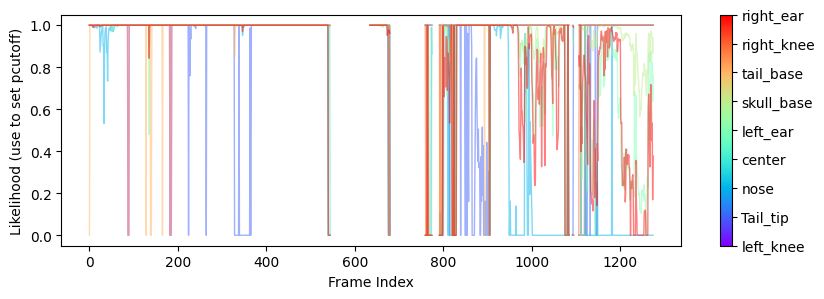 Likelihood (use to set pcutoff)
1.0
0.8
0.6
0.4
0.2
0.0
0
200
400
600
800
1000
1200
Frame Index
right_ear
right_knee
tail_base
skull_base
left_ear
center
nose
Tail_tip
left_knee